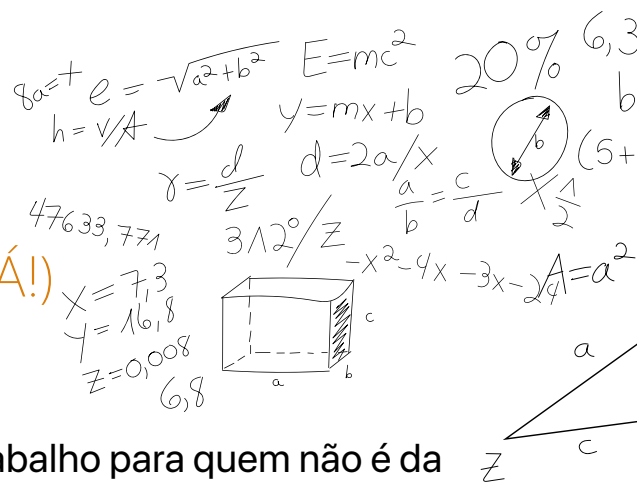 8a=+
e = √a²+b²
E=mc²
20%
6,3
h = V/A
y=mx+b
b
b
(5+
r = d/z
d=2a/x
a/b = c/d
X 1/2
47633,771
312°/Z
-x²-4x-3x-24
A=a²
Á!)
x=7,3
y=16,8
z=0,008
6,8
c
a
b
a
c
Z
abalho para quem não é da